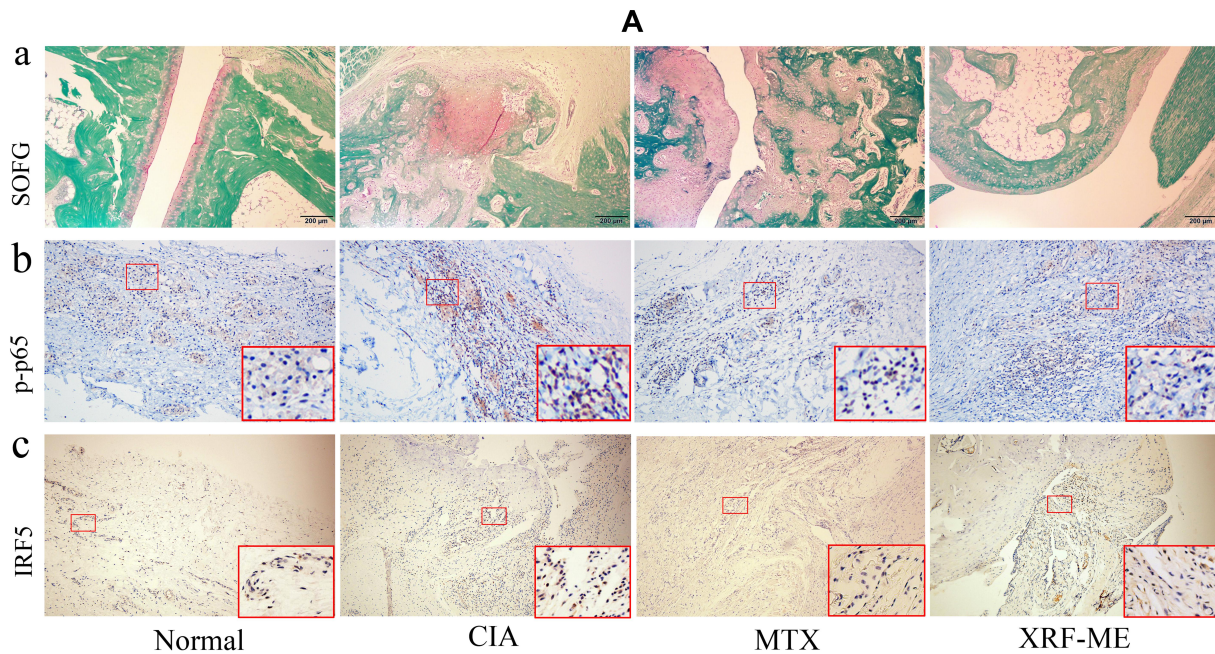 A
a
SOFG
200 μm
200 μm
200 μm
200 μm
b
p-p65
c
IRF5
Normal
CIA
MTX
XRF-ME